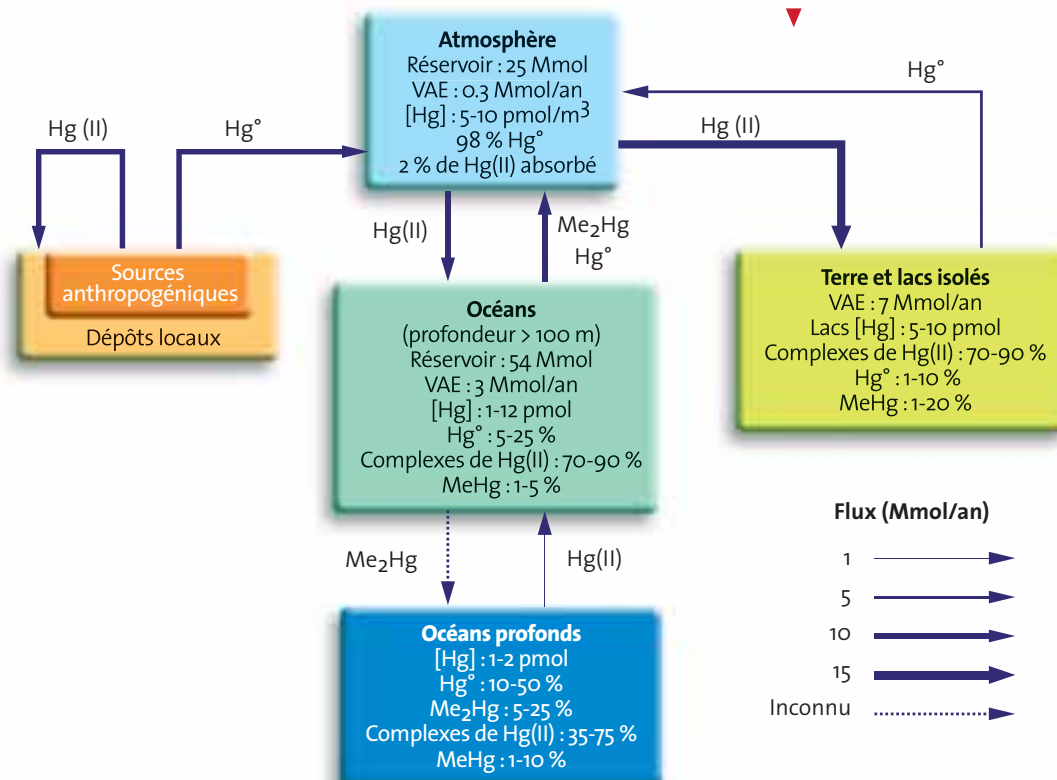 Atmosphère
Réservoir : 25 Mmol
VAE : 0.3 Mmol/an
[Hg] : 5-10 pmol/m³
98 % Hg°
2 % de Hg(II) absorbé
Hg (II)
Hg°
Hg (II)
Hg°
Hg(II)
Me₂Hg
Hg°
Sources
anthropogéniques
Dépôts locaux
Océans
(profondeur > 100 m)
Réservoir : 54 Mmol
VAE : 3 Mmol/an
[Hg] : 1-12 pmol
Hg° : 5-25 %
Complexes de Hg(II) : 70-90 %
MeHg : 1-5 %
Terre et lacs isolés
VAE : 7 Mmol/an
Lacs [Hg] : 5-10 pmol
Complexes de Hg(II) : 70-90 %
Hg° : 1-10 %
MeHg : 1-20 %
Me₂Hg
Hg(II)
Océans profonds
[Hg] : 1-2 pmol
Hg° : 10-50 %
Me₂Hg : 5-25 %
Complexes de Hg(II) : 35-75 %
MeHg : 1-10 %
Flux (Mmol/an)
1
5
10
15
Inconnu